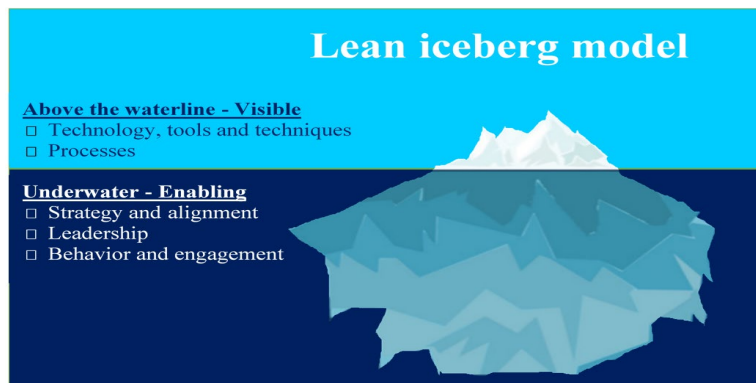 Lean iceberg model
Above the waterline - Visible
□ Technology, tools and techniques
□ Processes
Underwater - Enabling
□ Strategy and alignment
□ Leadership
□ Behavior and engagement